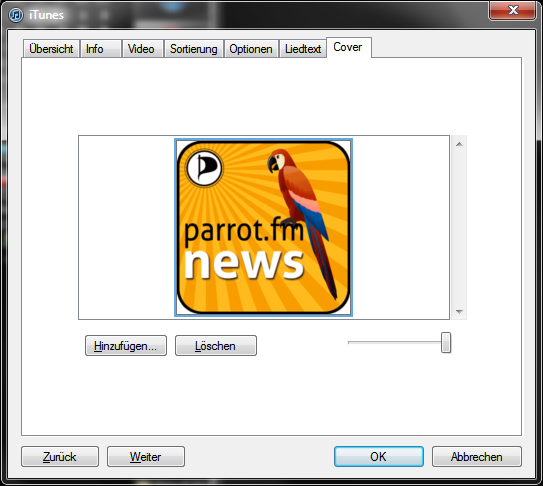 iTunes
Übersicht Info Video Sortierung Optionen Liedtext Cover
parrot.fm
news
Hinzufügen... Löschen
Zurück Weiter OK Abbrechen